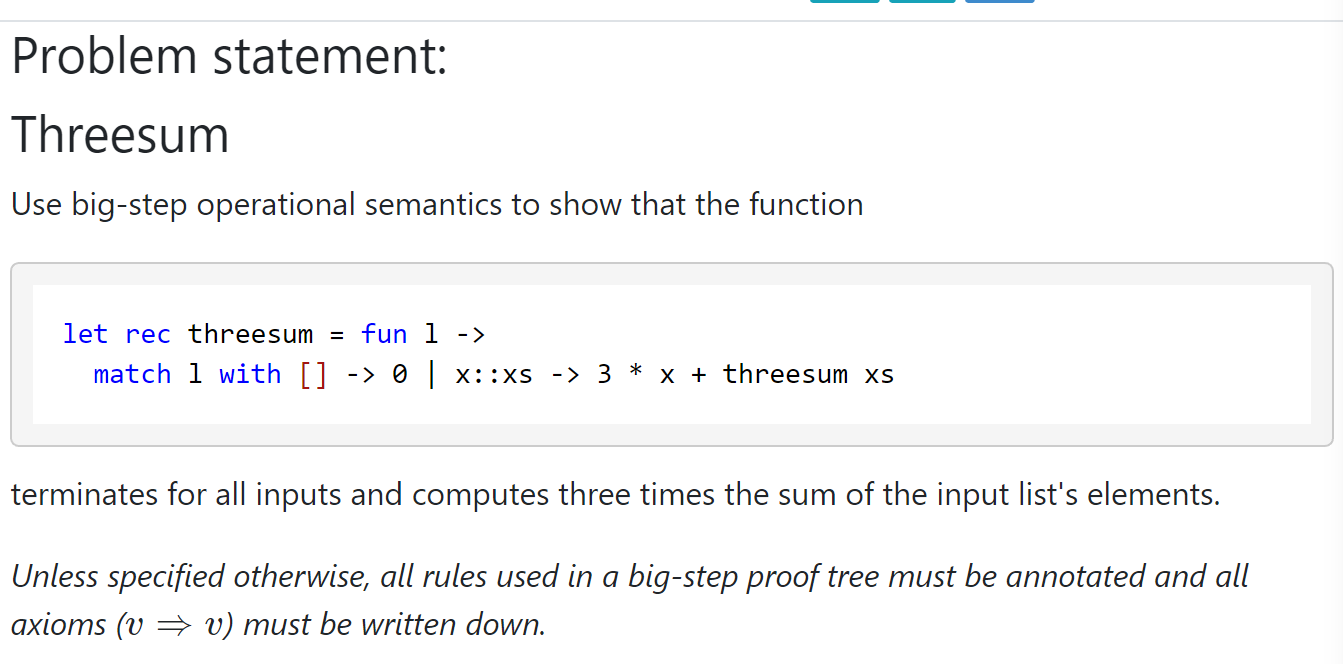 Problem statement:
Threesum
Use big-step operational semantics to show that the function
let rec threesum = fun l ->
match l with [] -> 0 | x::xs -> 3 * x + threesum xs
terminates for all inputs and computes three times the sum of the input list's elements.
Unless specified otherwise, all rules used in a big-step proof tree must be annotated and all
axioms (v ⇒ v) must be written down.